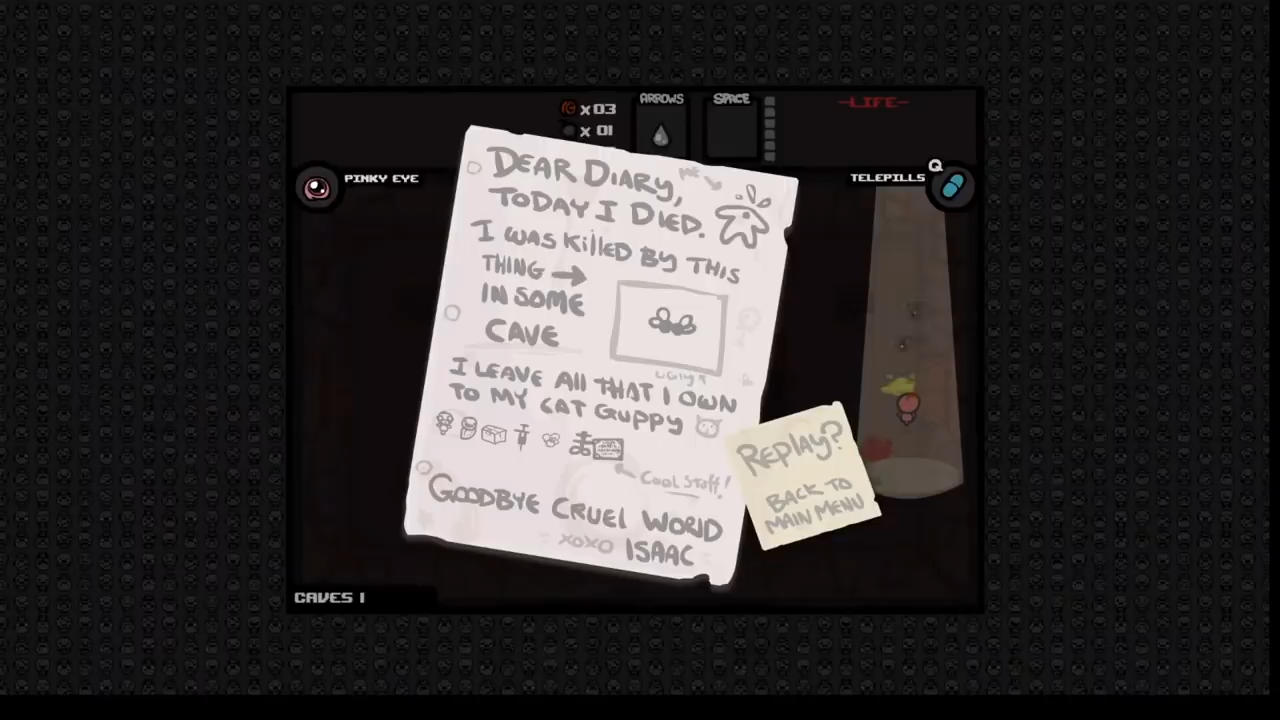 x03
ARROWS
SPACE
-LIFE-
x 01
PINKY EYE
TELEPILLS
Q
DEAR DIARY,
TODAY I DIED.
I WAS KILLED BY THIS
THING
IN SOME
CAVE
UGLY
I LEAVE ALL THAT I OWN
TO MY CAT GUPPY
COOL STUFF!
GOODBYE CRUEL WORLD
XOXO ISAAC
REPLAY?
BACK TO
MAIN MENU
CAVES I